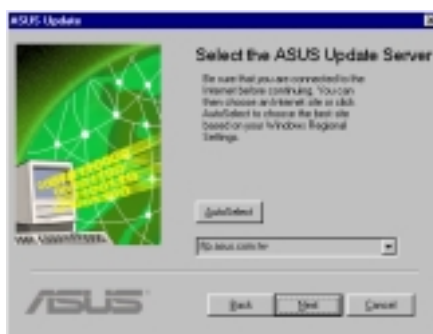 ASUS Update
Select the ASUS Update Server
Be sure that you are connected to the
Internet before continuing. You can
then choose an Internet site or click
AutoSelect to choose the best site
based on your Windows Regional
Settings.
AutoSelect
ftp.asus.com.tw
ASUS
Back
Next
Cancel